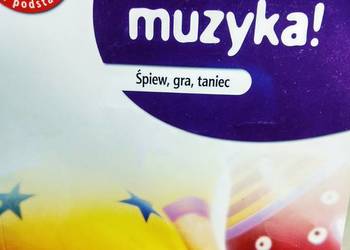 muzyka!
Śpiew, gra, taniec